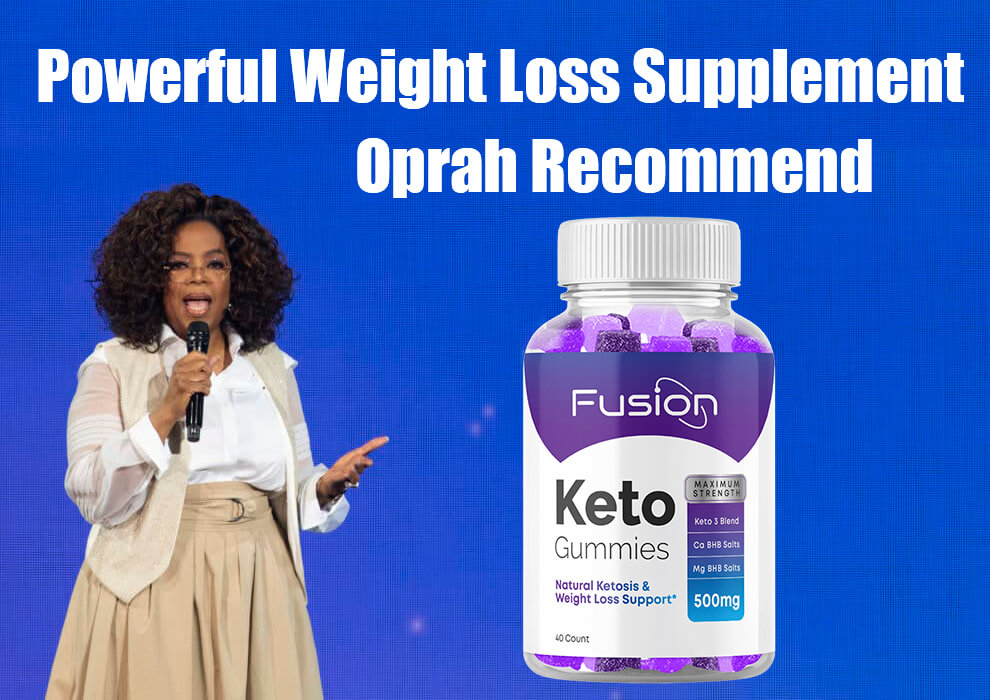 Powerful Weight Loss Supplement
Oprah Recommend
Fusion
Keto
Gummies
MAXIMUM
STRENGTH
Keto 3 Blend
Ca BHB Salts
Mg BHB Salts
500mg
Natural Ketosis &
Weight Loss Support*
40 Count